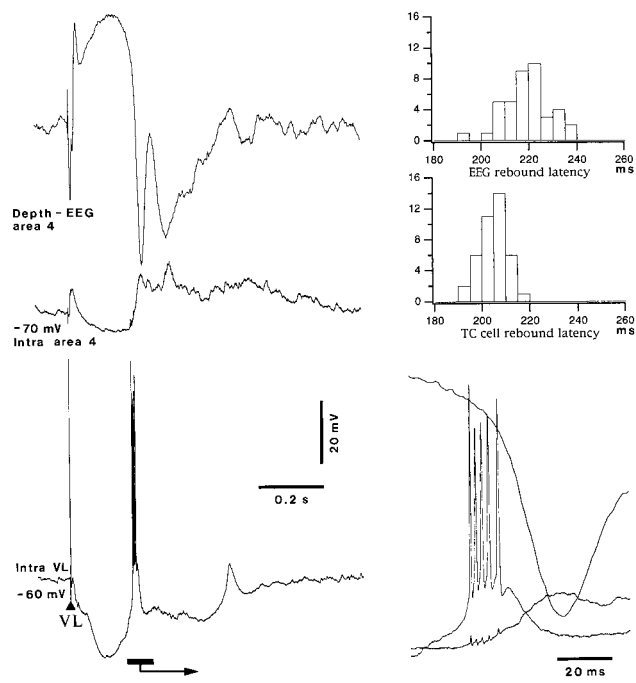 Depth-EEG
area 4
-70 mV
Intra area 4
20 mV
0.2 s
Intra VL
-60 mV
VL
16
12
8
4
0
180 200 220 240 260
ms
EEG rebound latency
16
12
8
4
0
180 200 220 240 260
ms
TC cell rebound latency
20 ms